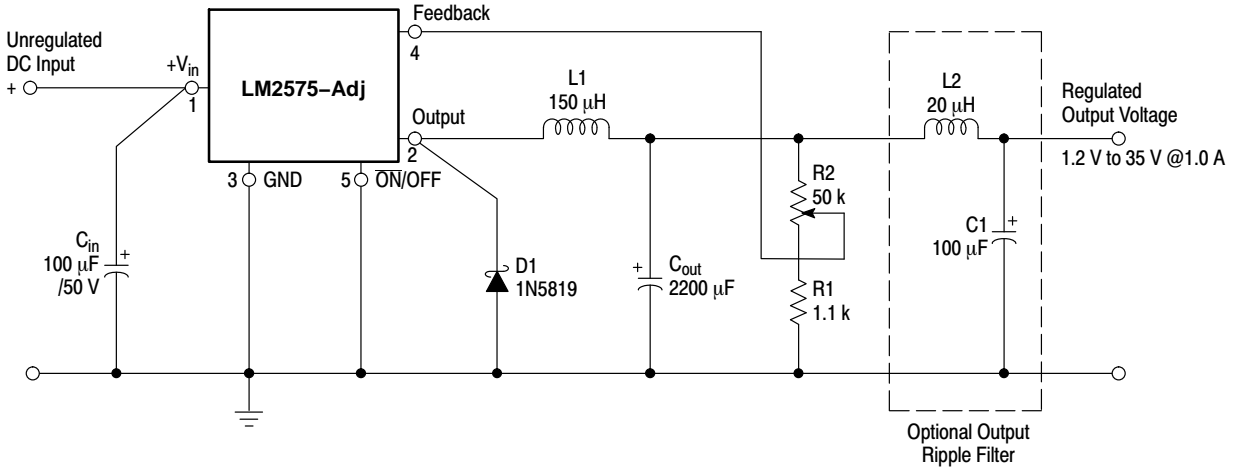 Feedback
4
Unregulated
DC Input
+
+Vin
1
LM2575–Adj
L1
150 μH
L2
20 μH
Regulated
Output Voltage
1.2 V to 35 V @1.0 A
Output
2
3 GND
5 ON/OFF
R2
50 k
Cin
100 μF
/50 V
+
D1
1N5819
+
Cout
2200 μF
R1
1.1 k
C1
100 μF
+
Optional Output
Ripple Filter